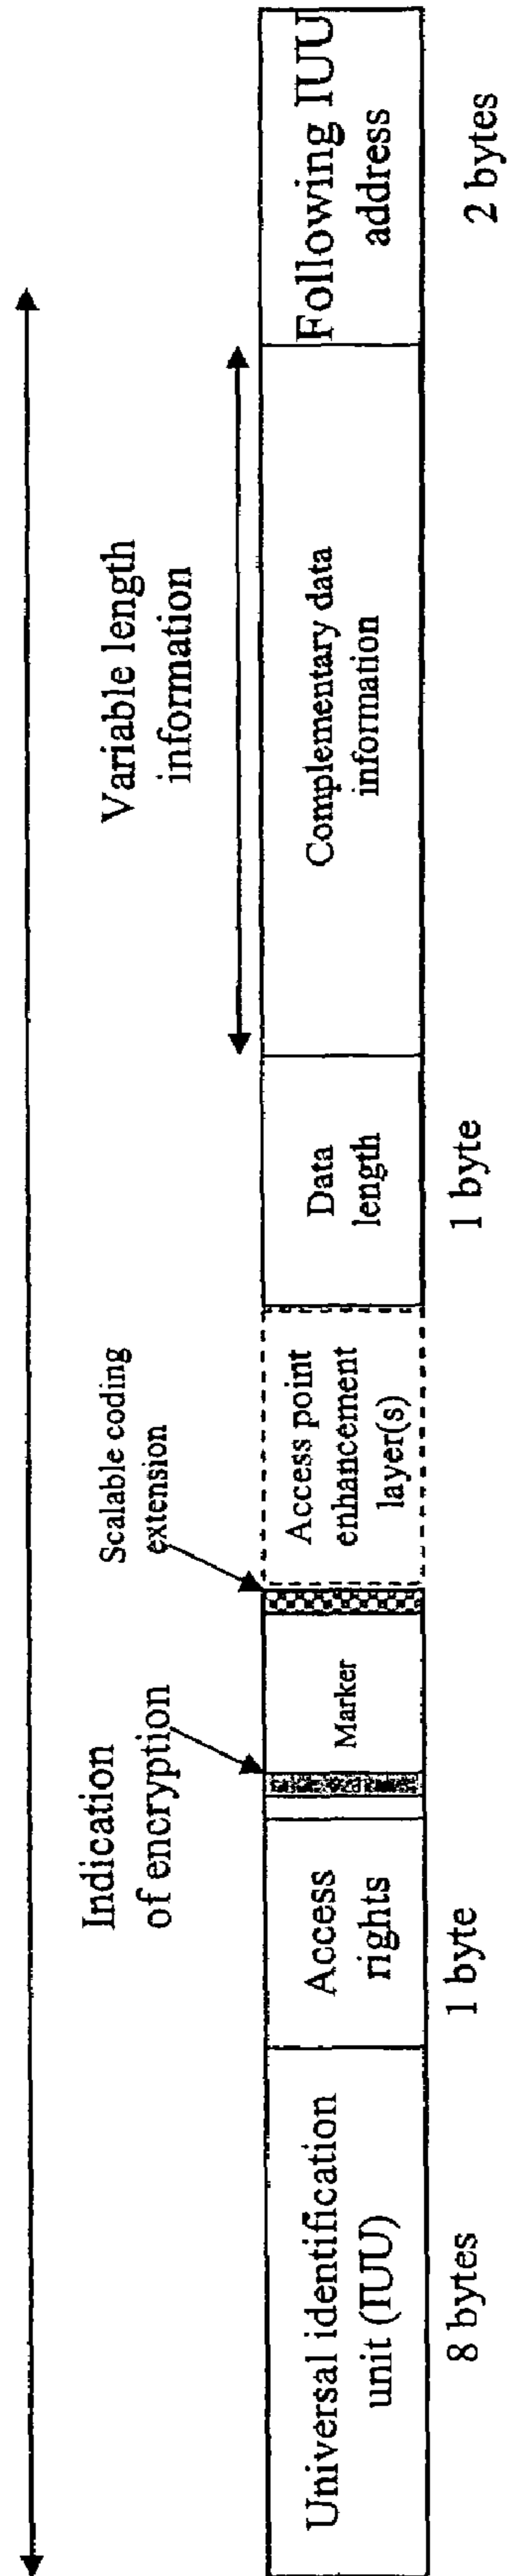 Variable length
information
Indication
of encryption
Scalable coding
extension
Universal identification
unit (IUU)
Access
rights
Marker
Access point
enhancement
layer(s)
Data
length
Complementary data
information
Following IUU
address
8 bytes
1 byte
1 byte
2 bytes